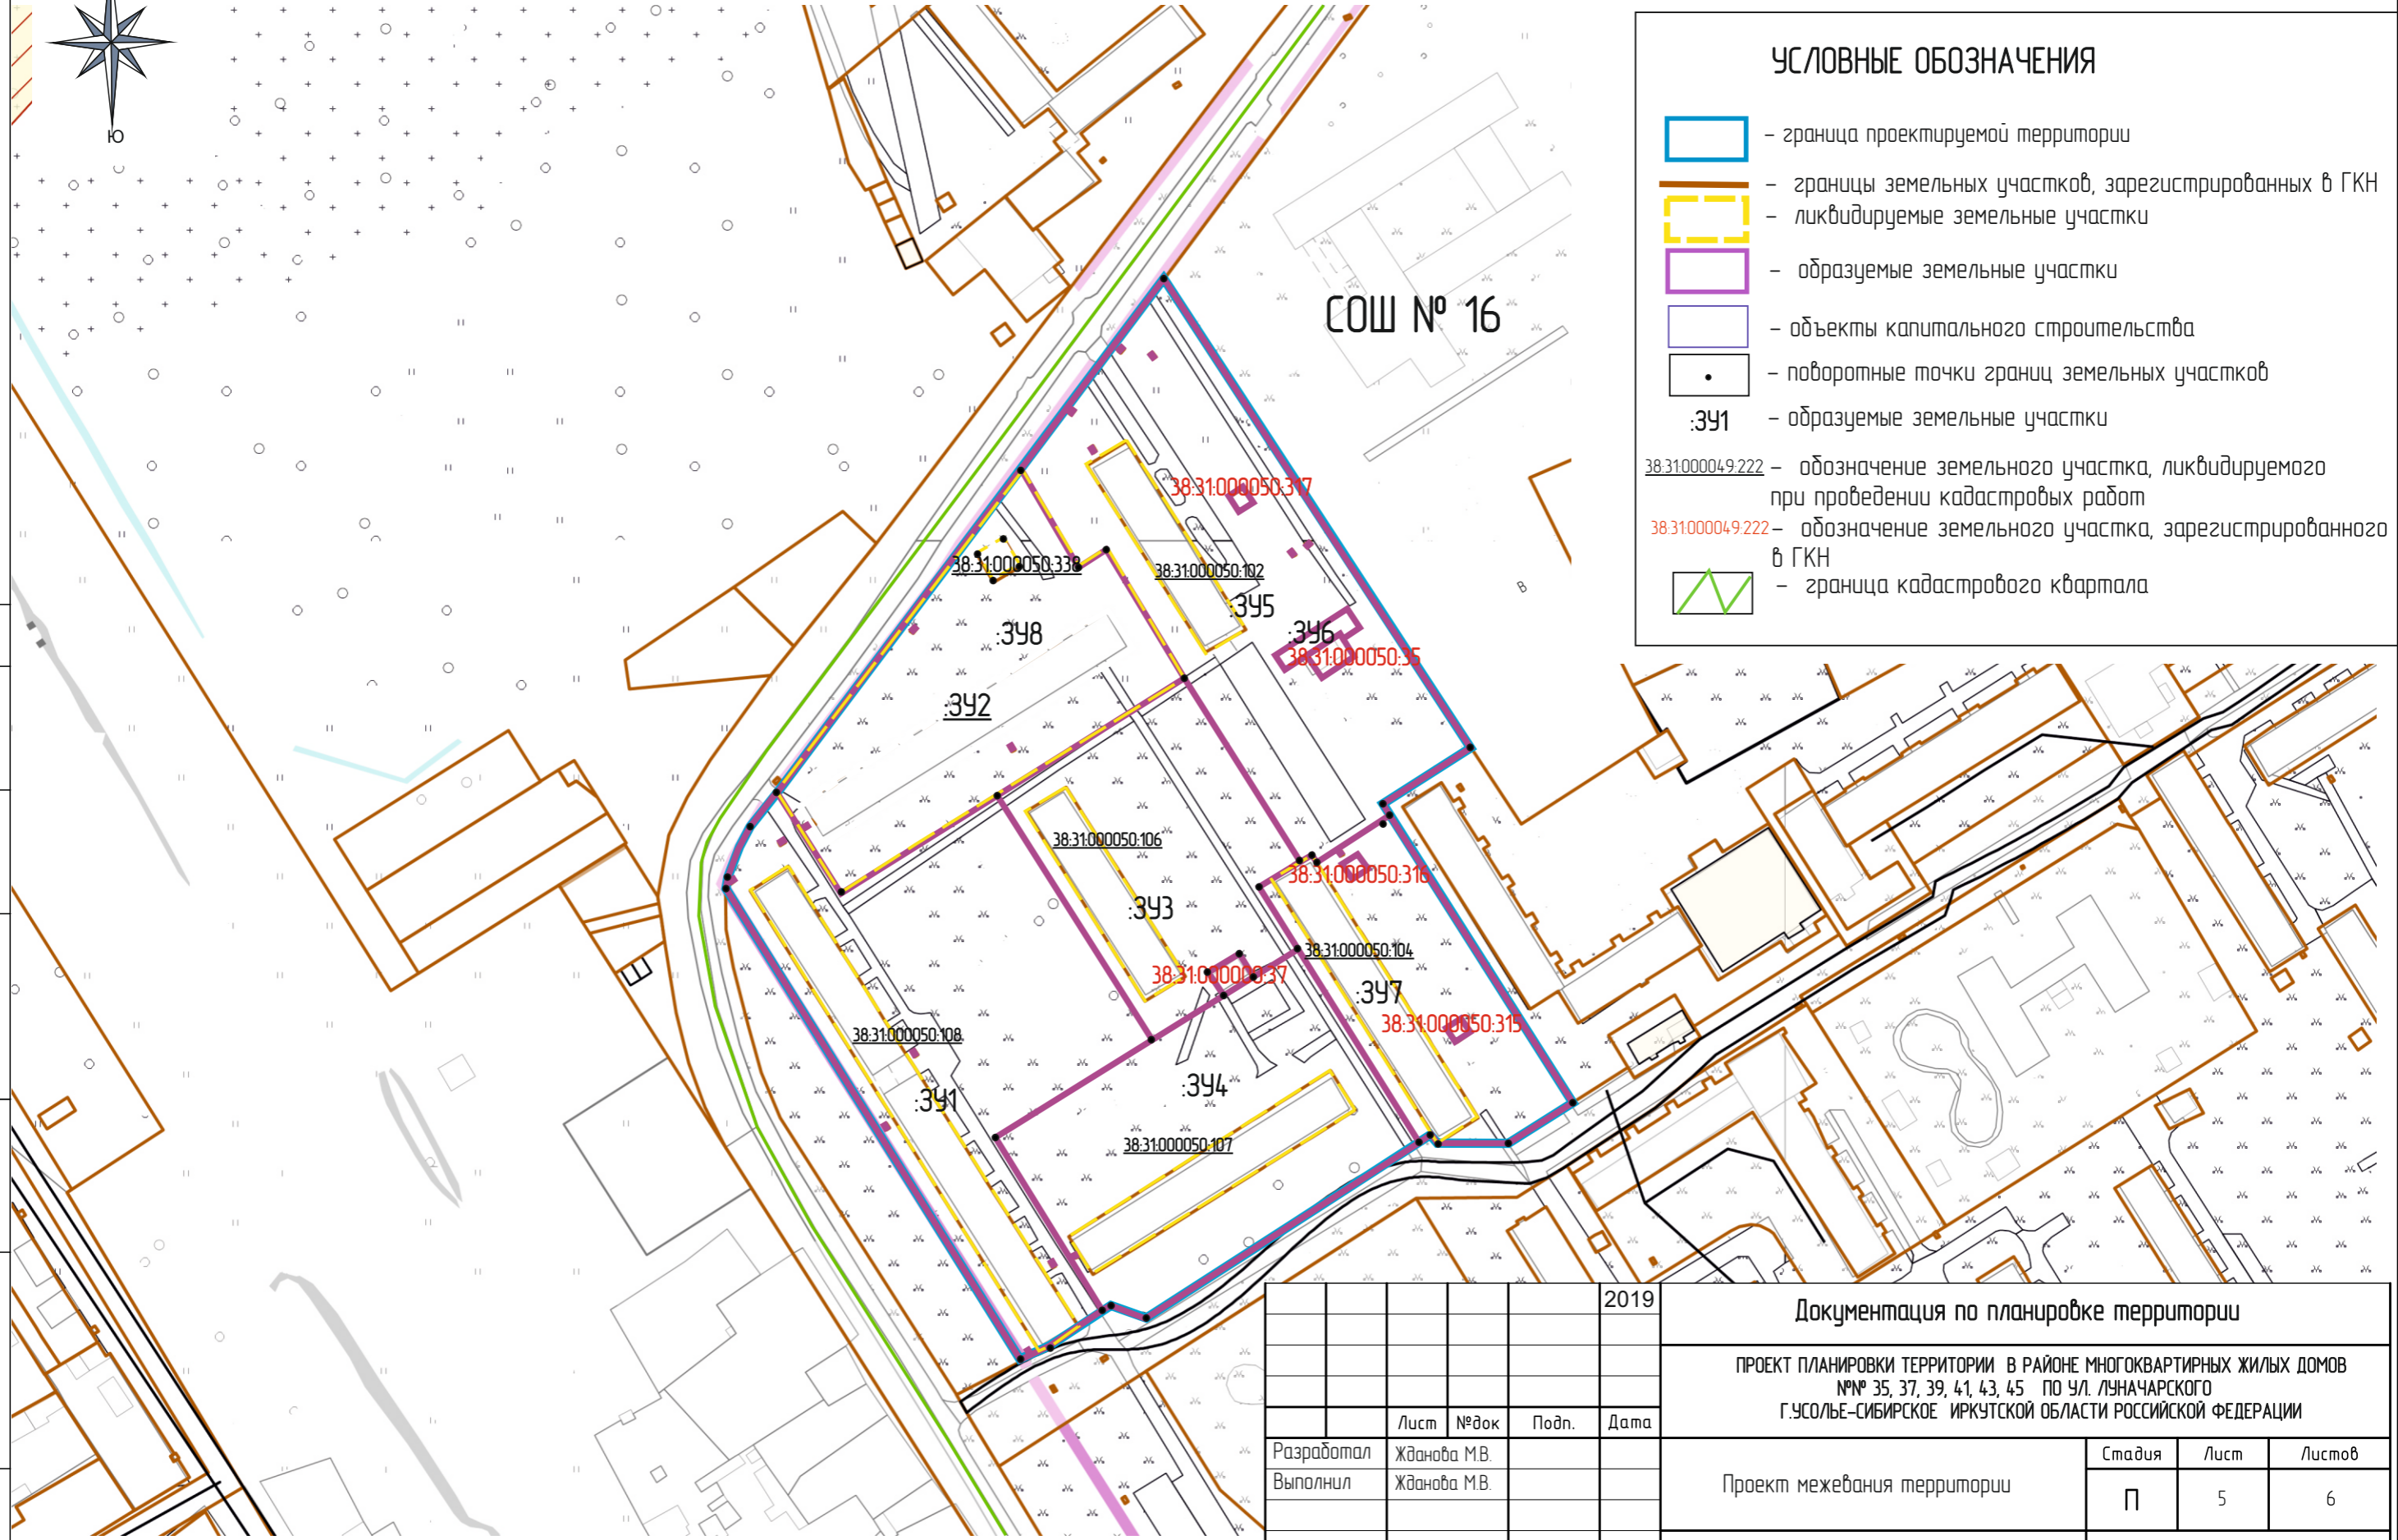 Ю
СОШ № 16
УСЛОВНЫЕ ОБОЗНАЧЕНИЯ
– граница проектируемой территории
– границы земельных участков, зарегистрированных в ГКН
– ликвидируемые земельные участки
– образуемые земельные участки
– объекты капитального строительства
– поворотные точки границ земельных участков
:ЗУ1 – образуемые земельные участки
38:31:000049:222 – обозначение земельного участка, ликвидируемого
при проведении кадастровых работ
38:31:000049:222 – обозначение земельного участка, зарегистрированного
в ГКН
– граница кадастрового квартала
38:31:000050:317
38:31:000050:338
38:31:000050:102
:ЗУ5
:ЗУ8
:ЗУ6
38:31:000050:35
:ЗУ2
38:31:000050:106
38:31:000050:316
:ЗУ3
38:31:000050:104
38:31:000000:37
:ЗУ7
38:31:000050:315
38:31:000050:108
:ЗУ4
:ЗУ1
38:31:000050:107
В
2019
Документация по планировке территории
ПРОЕКТ ПЛАНИРОВКИ ТЕРРИТОРИИ В РАЙОНЕ МНОГОКВАРТИРНЫХ ЖИЛЫХ ДОМОВ
№№ 35, 37, 39, 41, 43, 45 ПО УЛ. ЛУНАЧАРСКОГО
Г.УСОЛЬЕ-СИБИРСКОЕ ИРКУТСКОЙ ОБЛАСТИ РОССИЙСКОЙ ФЕДЕРАЦИИ
Лист №док Подп. Дата
Разработал Жданова М.В.
Выполнил Жданова М.В.
Проект межевания территории
Стадия Лист Листов
П 5 6